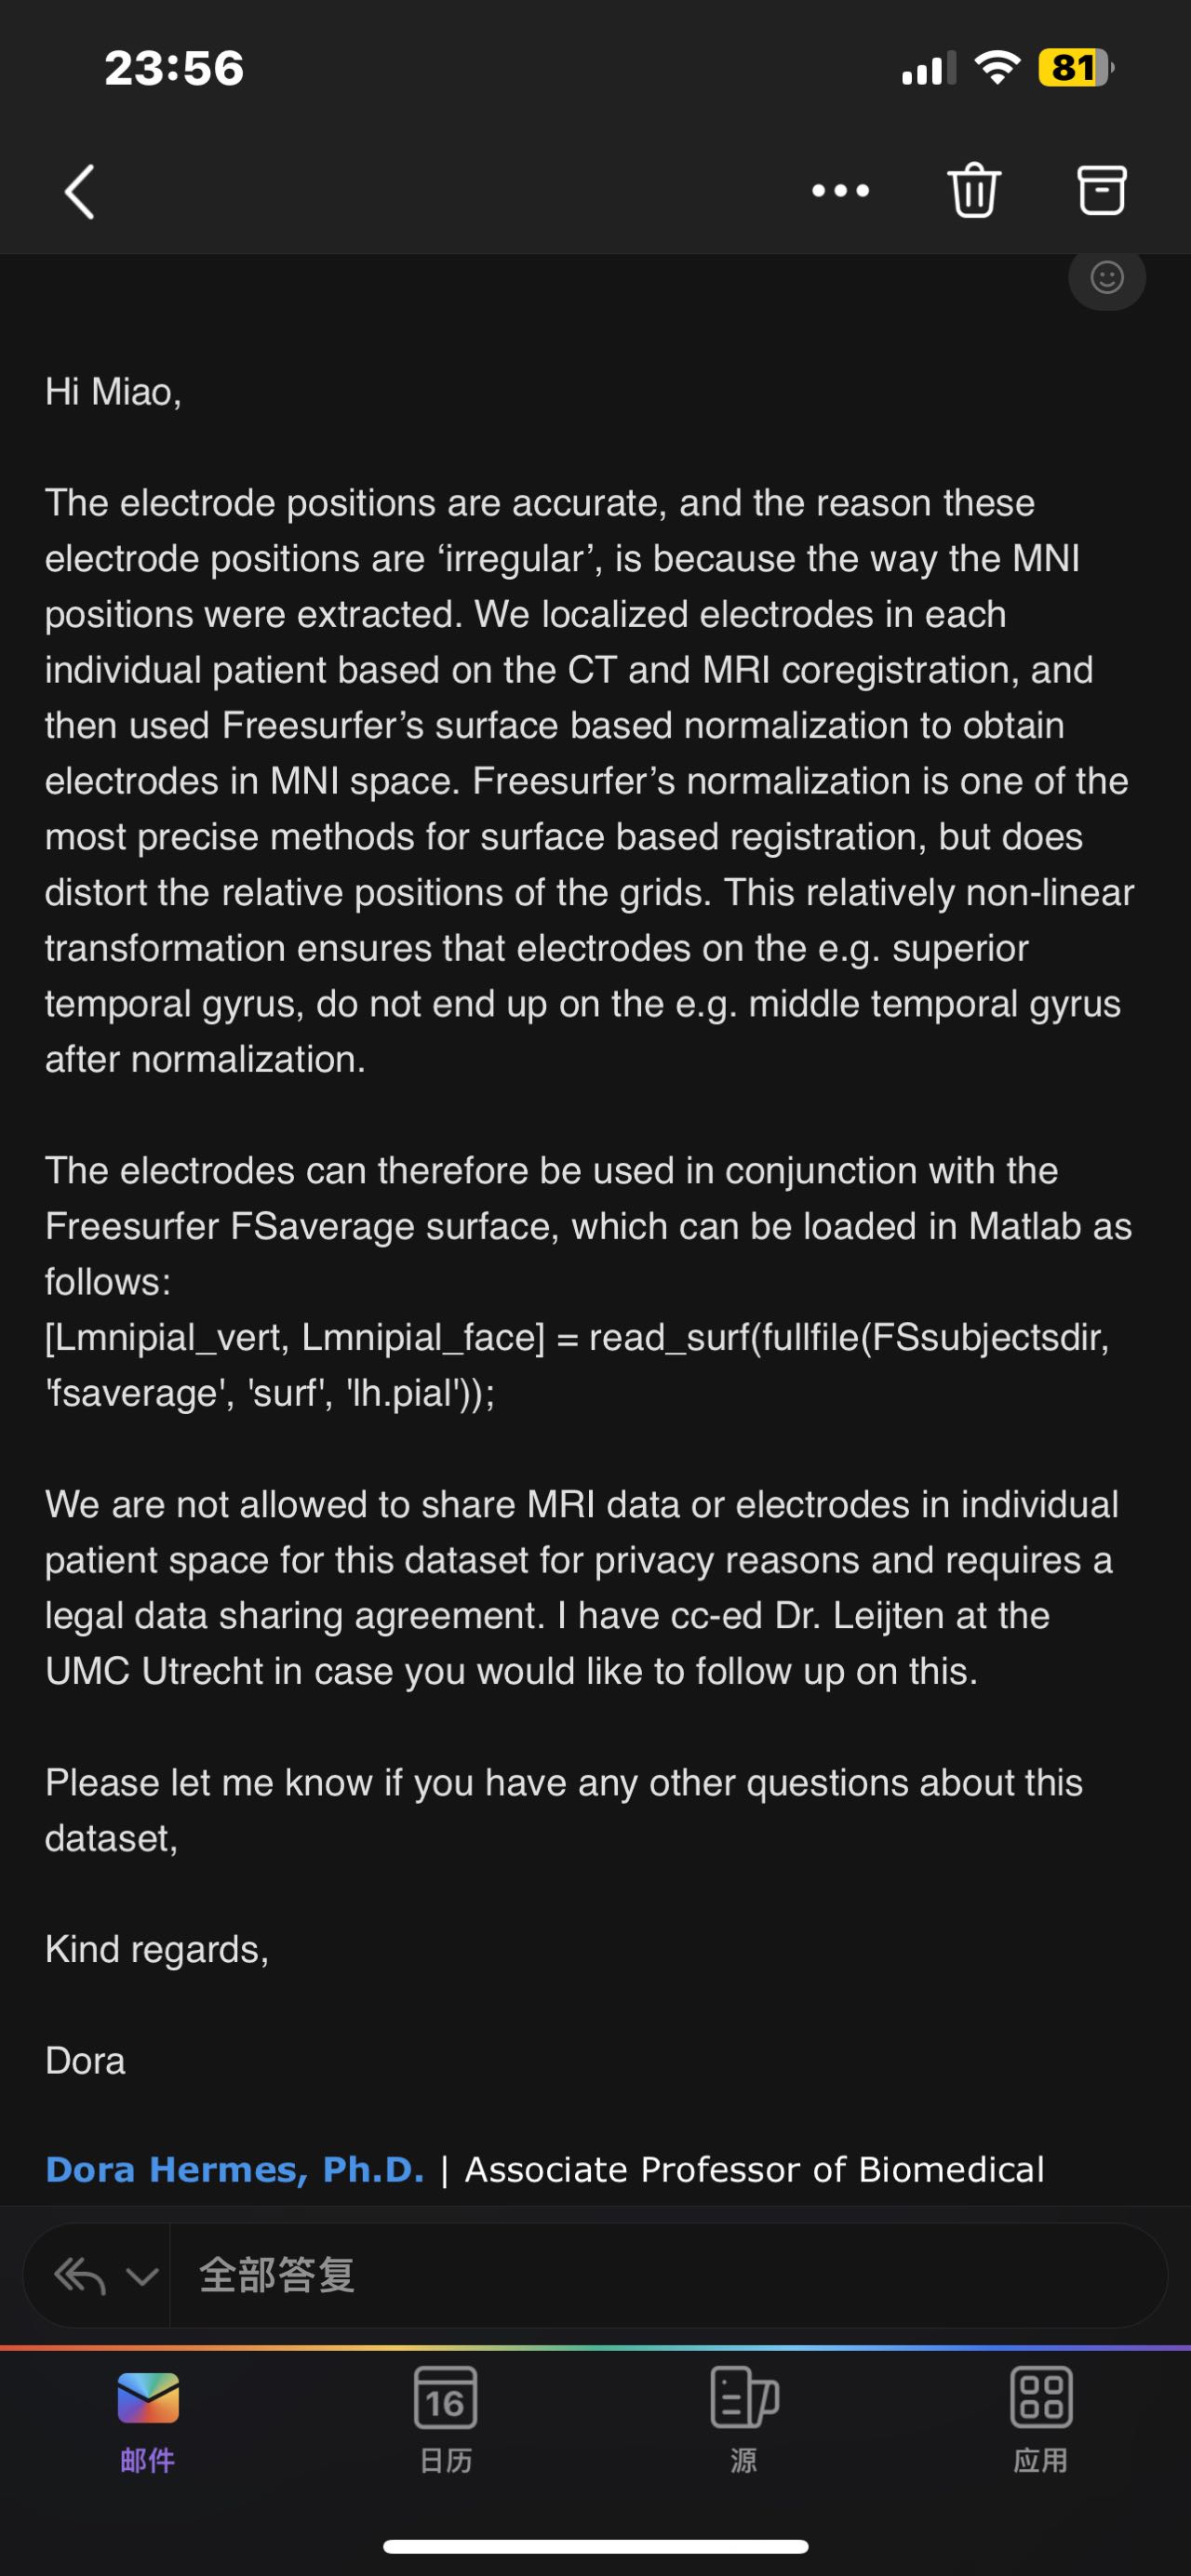 23:56
81
Hi Miao,
The electrode positions are accurate, and the reason these
electrode positions are ‘irregular’, is because the way the MNI
positions were extracted. We localized electrodes in each
individual patient based on the CT and MRI coregistration, and
then used Freesurfer’s surface based normalization to obtain
electrodes in MNI space. Freesurfer’s normalization is one of the
most precise methods for surface based registration, but does
distort the relative positions of the grids. This relatively non-linear
transformation ensures that electrodes on the e.g. superior
temporal gyrus, do not end up on the e.g. middle temporal gyrus
after normalization.
The electrodes can therefore be used in conjunction with the
Freesurfer FSaverage surface, which can be loaded in Matlab as
follows:
[Lmnipial_vert, Lmnipial_face] = read_surf(fullfile(FSsubjectsdir,
'fsaverage', 'surf', 'lh.pial'));
We are not allowed to share MRI data or electrodes in individual
patient space for this dataset for privacy reasons and requires a
legal data sharing agreement. I have cc-ed Dr. Leijten at the
UMC Utrecht in case you would like to follow up on this.
Please let me know if you have any other questions about this
dataset,
Kind regards,
Dora
Dora Hermes, Ph.D. | Associate Professor of Biomedical
全部答复
16
邮件 日历 源 应用